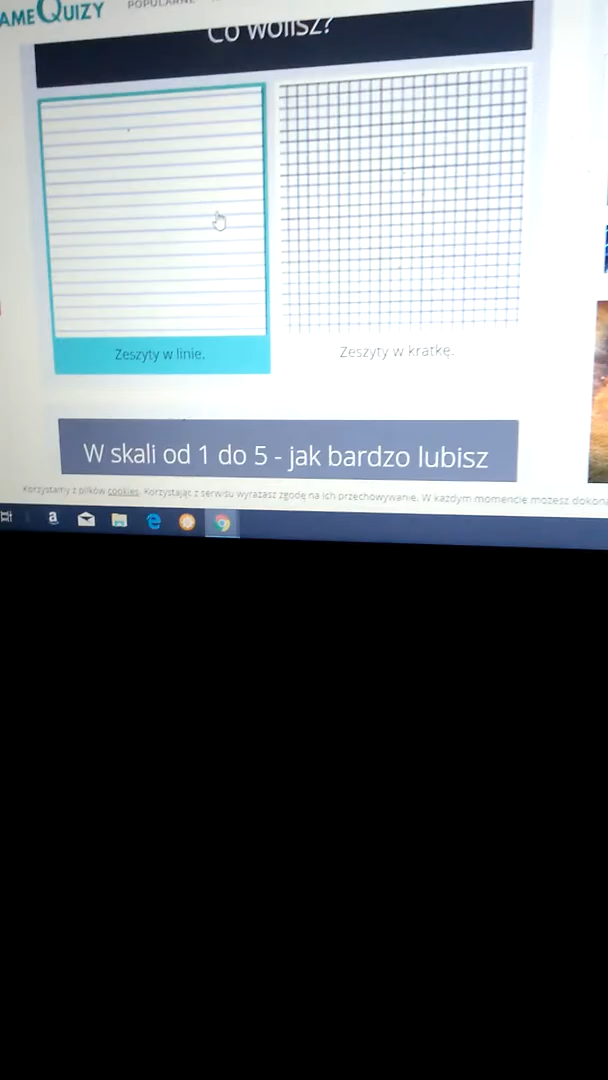 AMEQUIZY POPULARNE
Co wolisz?
Zeszyty w linie. Zeszyty w kratkę.
W skali od 1 do 5 - jak bardzo lubisz
Korzystamy z plików cookies. Korzystając z serwisu wyrażasz zgodę na ich przechowywanie. W każdym momencie możesz dokona